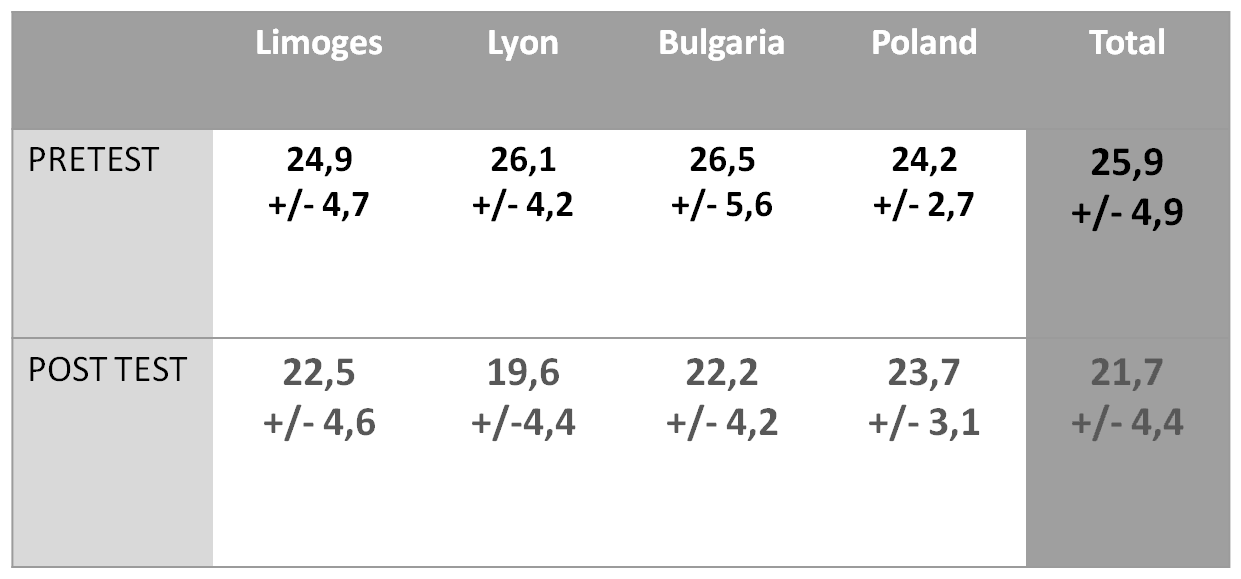 Limoges Lyon Bulgaria Poland Total
PRETEST 24,9 26,1 26,5 24,2 25,9
+/- 4,7 +/- 4,2 +/- 5,6 +/- 2,7 +/- 4,9
POST TEST 22,5 19,6 22,2 23,7 21,7
+/- 4,6 +/-4,4 +/- 4,2 +/- 3,1 +/- 4,4